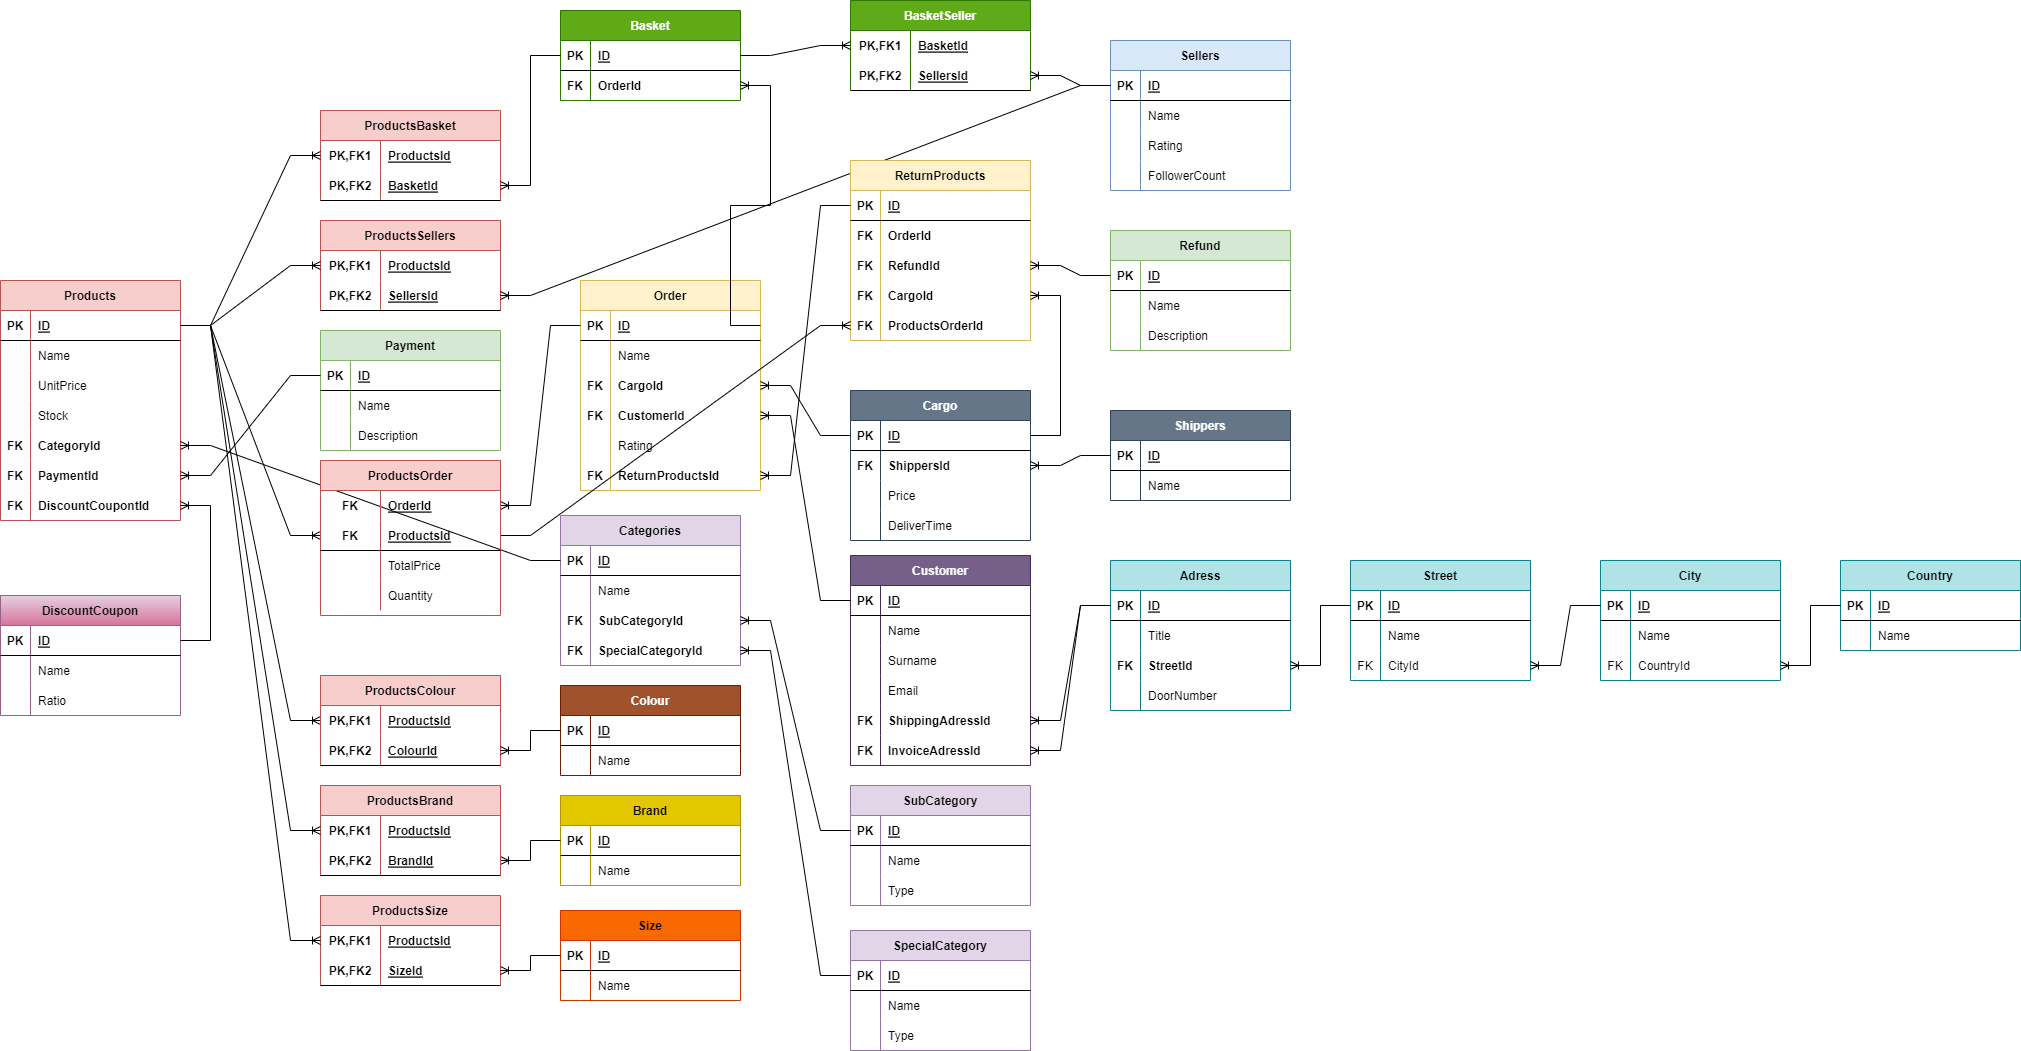 Basket
PK ID
FK OrderId
BasketSeller
PK,FK1 BasketId
PK,FK2 SellersId
Sellers
PK ID
Name
Rating
FollowerCount
ProductsBasket
PK,FK1 ProductsId
PK,FK2 BasketId
ProductsSellers
PK,FK1 ProductsId
PK,FK2 SellersId
ReturnProducts
PK ID
FK OrderId
FK RefundId
FK CargoId
FK ProductsOrderId
Refund
PK ID
Name
Description
Products
PK ID
Name
UnitPrice
Stock
FK CategoryId
FK PaymentId
FK DiscountCoupontId
Payment
PK ID
Name
Description
Order
PK ID
Name
FK CargoId
FK CustomerId
Rating
FK ReturnProductsId
Cargo
PK ID
FK ShippersId
Price
DeliverTime
Shippers
PK ID
Name
ProductsOrder
FK OrderId
FK ProductsId
TotalPrice
Quantity
Categories
PK ID
Name
FK SubCategoryId
FK SpecialCategoryId
Customer
PK ID
Name
Surname
Email
FK ShippingAdressId
FK InvoiceAdressId
Adress
PK ID
Title
FK StreetId
DoorNumber
Street
PK ID
Name
FK CityId
City
PK ID
Name
FK CountryId
Country
PK ID
Name
DiscountCoupon
PK ID
Name
Ratio
ProductsColour
PK,FK1 ProductsId
PK,FK2 ColourId
Colour
PK ID
Name
ProductsBrand
PK,FK1 ProductsId
PK,FK2 BrandId
Brand
PK ID
Name
SubCategory
PK ID
Name
Type
ProductsSize
PK,FK1 ProductsId
PK,FK2 SizeId
Size
PK ID
Name
SpecialCategory
PK ID
Name
Type